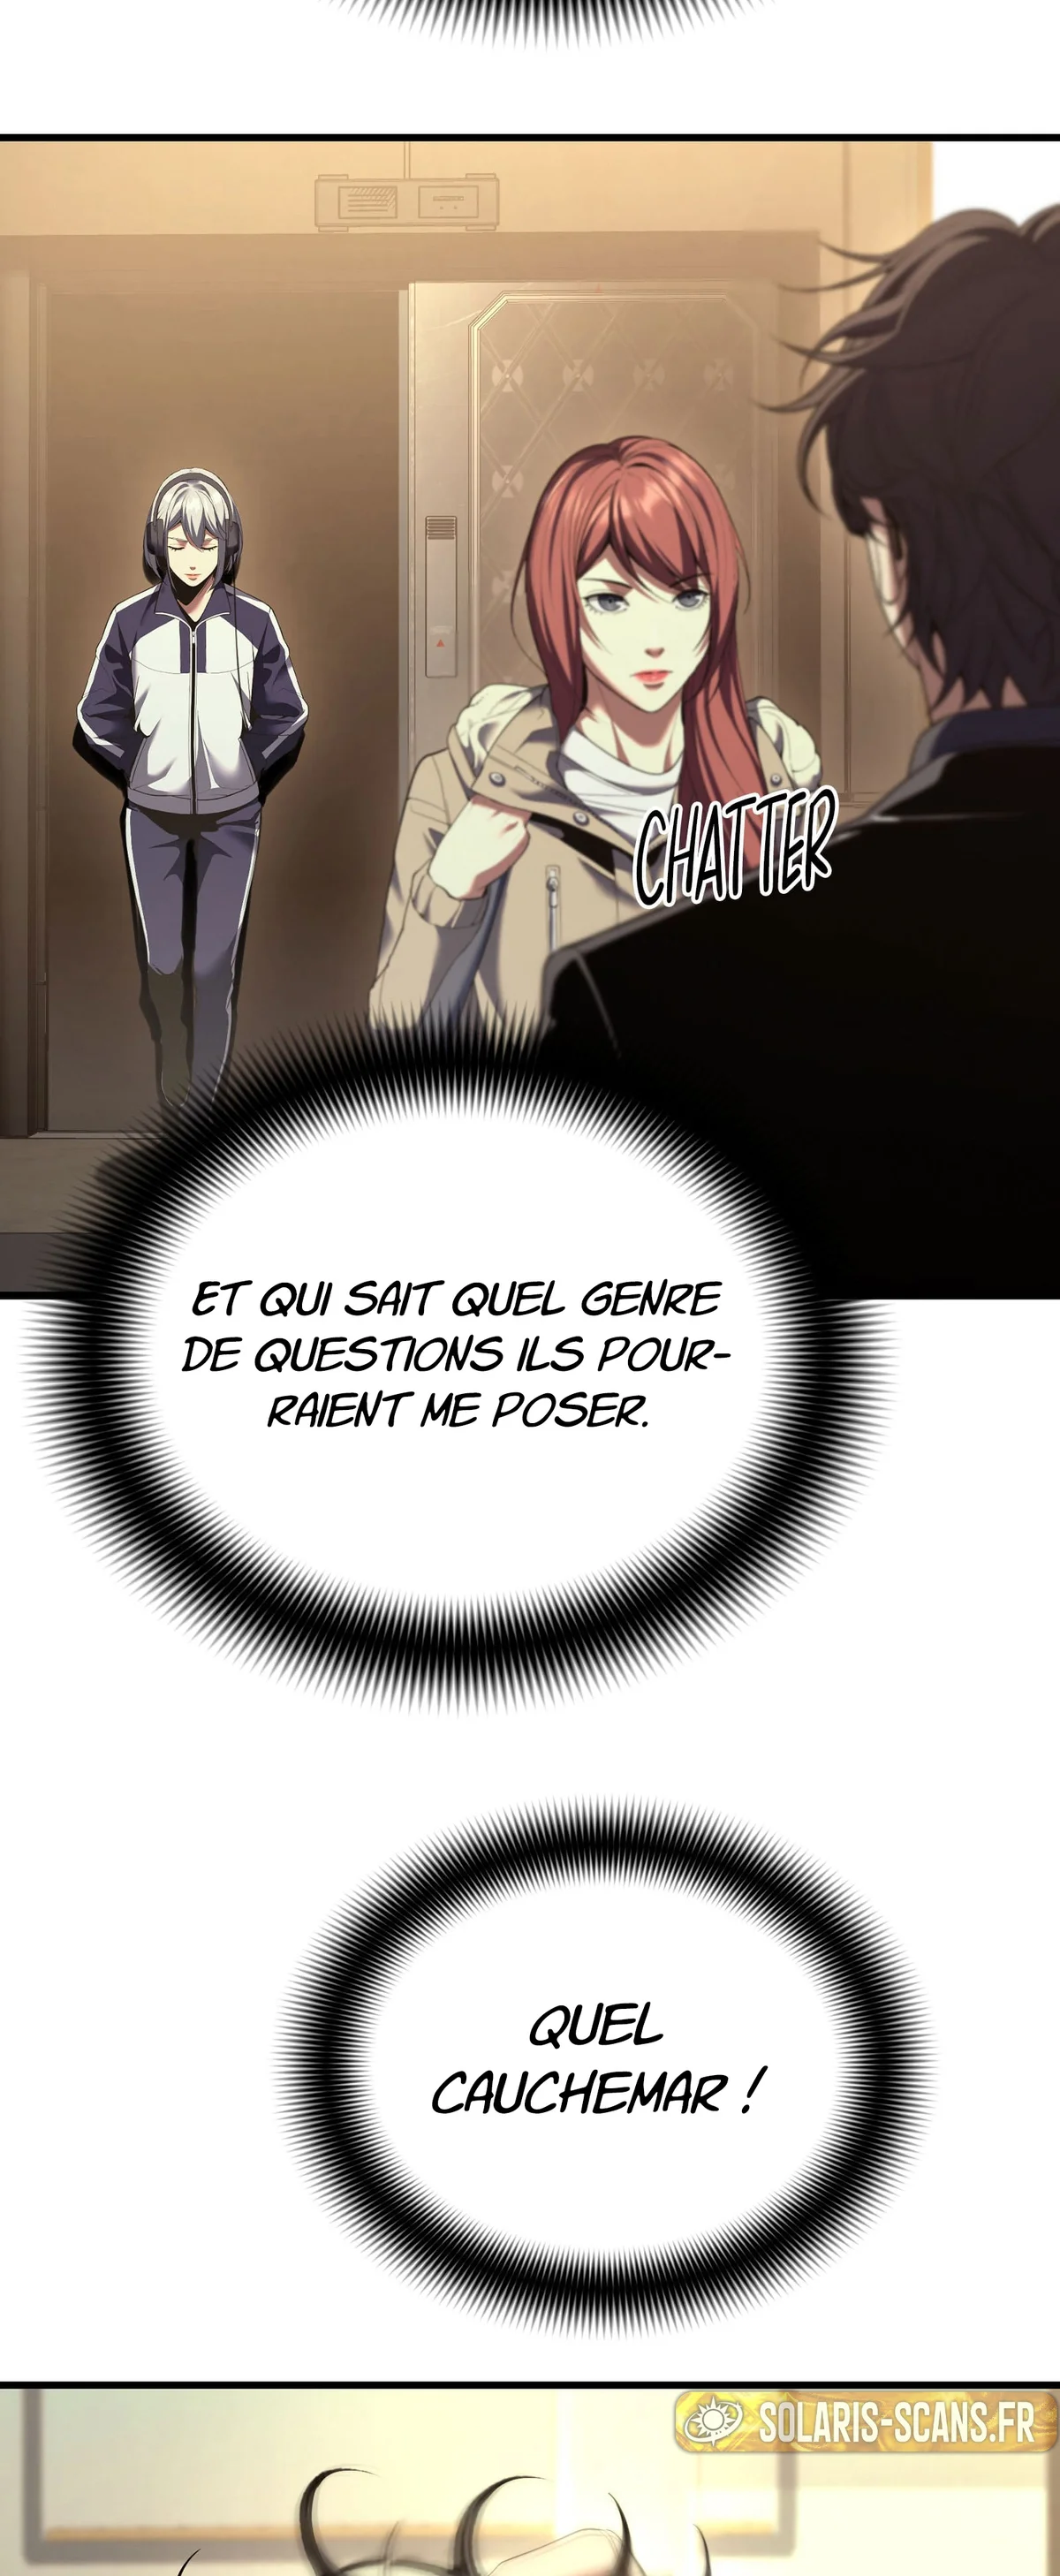 CHATTER
ET QUI SAIT QUEL GENRE
DE QUESTIONS ILS POUR-
RAIENT ME POSER.
QUEL
CAUCHEMAR !
SOLARIS-SCANS.FR